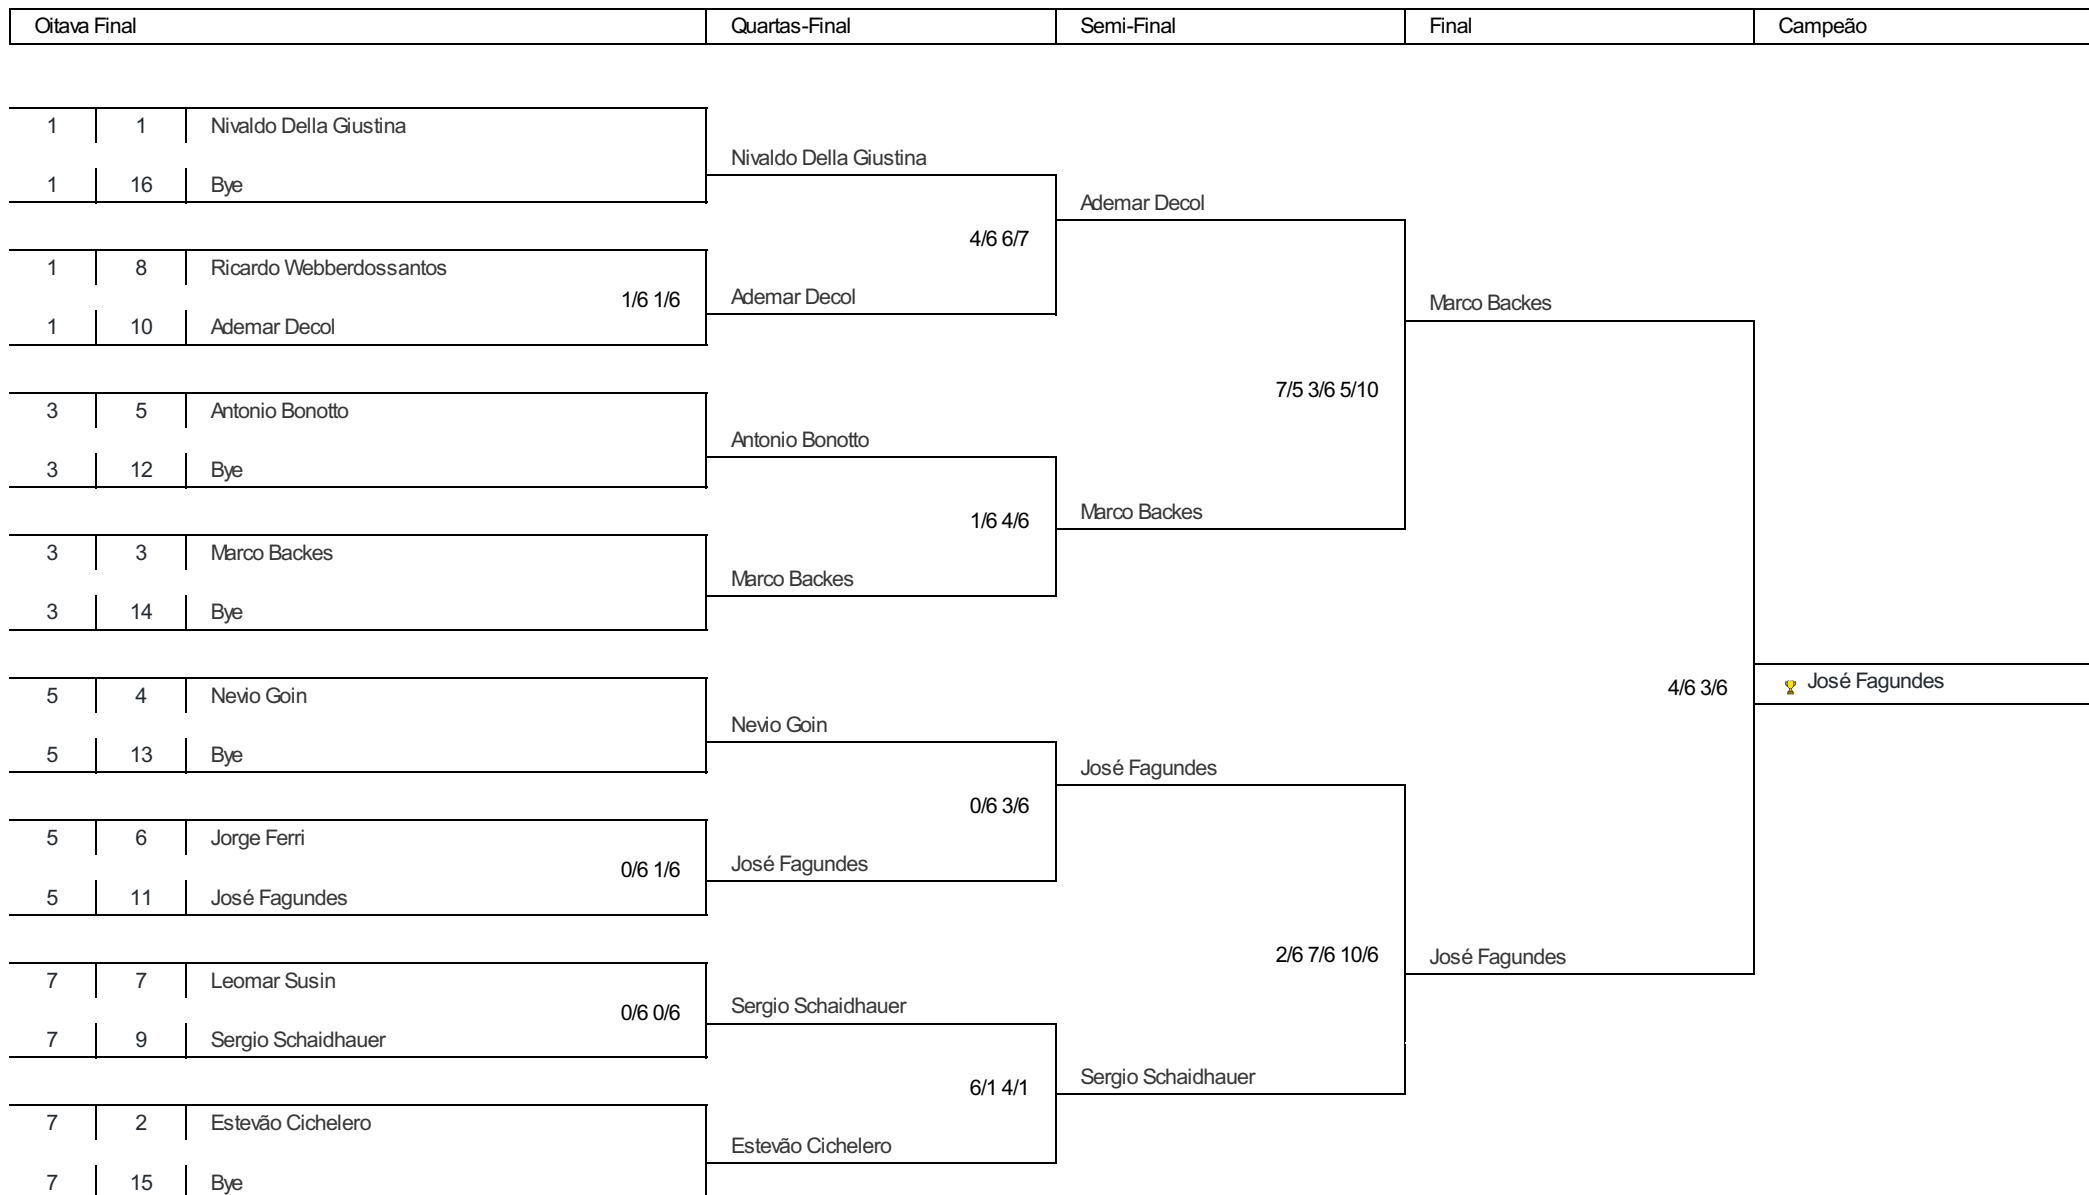 Oitava Final Quartas-Final Semi-Final Final Campeão
1 1 Nivaldo Della Giustina
Nivaldo Della Giustina
1 16 Bye
Ademar Decol
4/6 6/7
1 8 Ricardo Webberdossantos
1/6 1/6 Ademar Decol
Marco Backes
1 10 Ademar Decol
7/5 3/6 5/10
3 5 Antonio Bonotto
Antonio Bonotto
3 12 Bye
Marco Backes
1/6 4/6
3 3 Marco Backes
Marco Backes
3 14 Bye
José Fagundes
4/6 3/6
5 4 Nevio Goin
Nevio Goin
5 13 Bye
José Fagundes
0/6 3/6
5 6 Jorge Ferri
0/6 1/6 José Fagundes
5 11 José Fagundes
2/6 7/6 10/6 José Fagundes
7 7 Leomar Susin
0/6 0/6 Sergio Schaidhauer
7 9 Sergio Schaidhauer
Sergio Schaidhauer
6/1 4/1
7 2 Estevão Cichelero
Estevão Cichelero
7 15 Bye